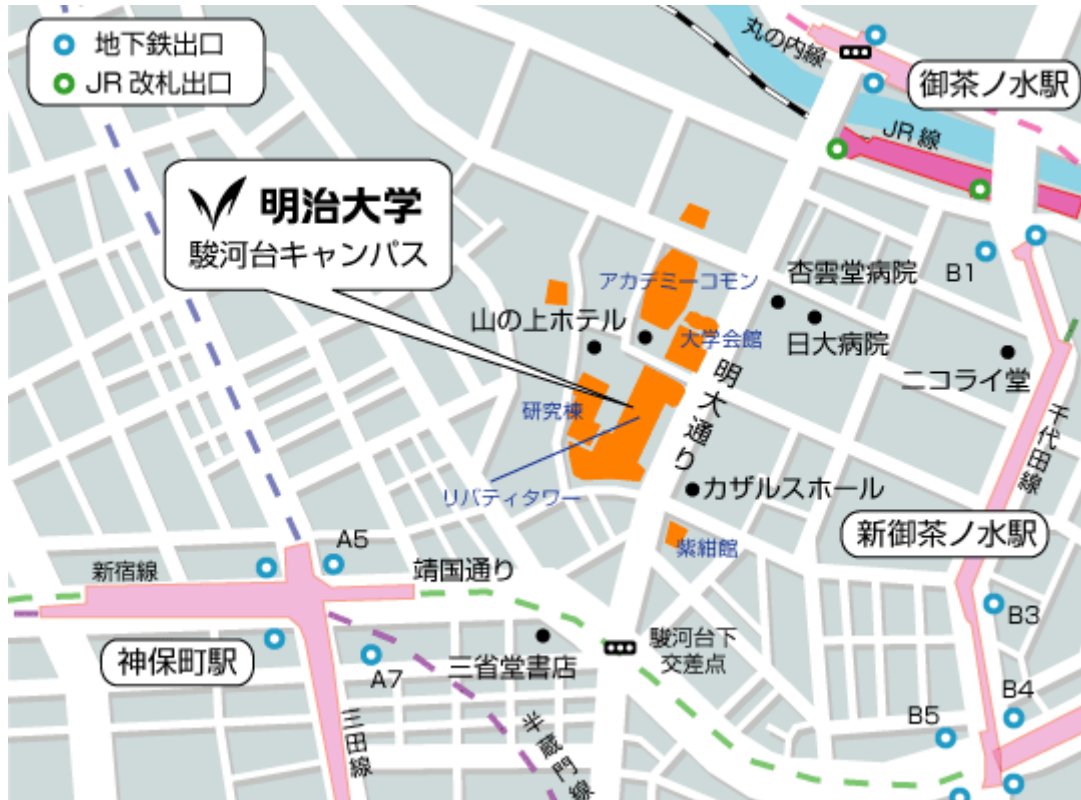 地下鉄出口
JR 改札出口
丸の内線
御茶ノ水駅
JR 線
明治大学
駿河台キャンパス
B1
アカデミーコモン
杏雲堂病院
山の上ホテル
大学会館
日大病院
ニコライ堂
明大通り
研究棟
千代田線
リバティタワー
カザルスホール
新御茶ノ水駅
紫紺館
A5
新宿線
靖国通り
B3
神保町駅
A7
三省堂書店
駿河台下
交差点
B4
B5
三田線
半蔵門線